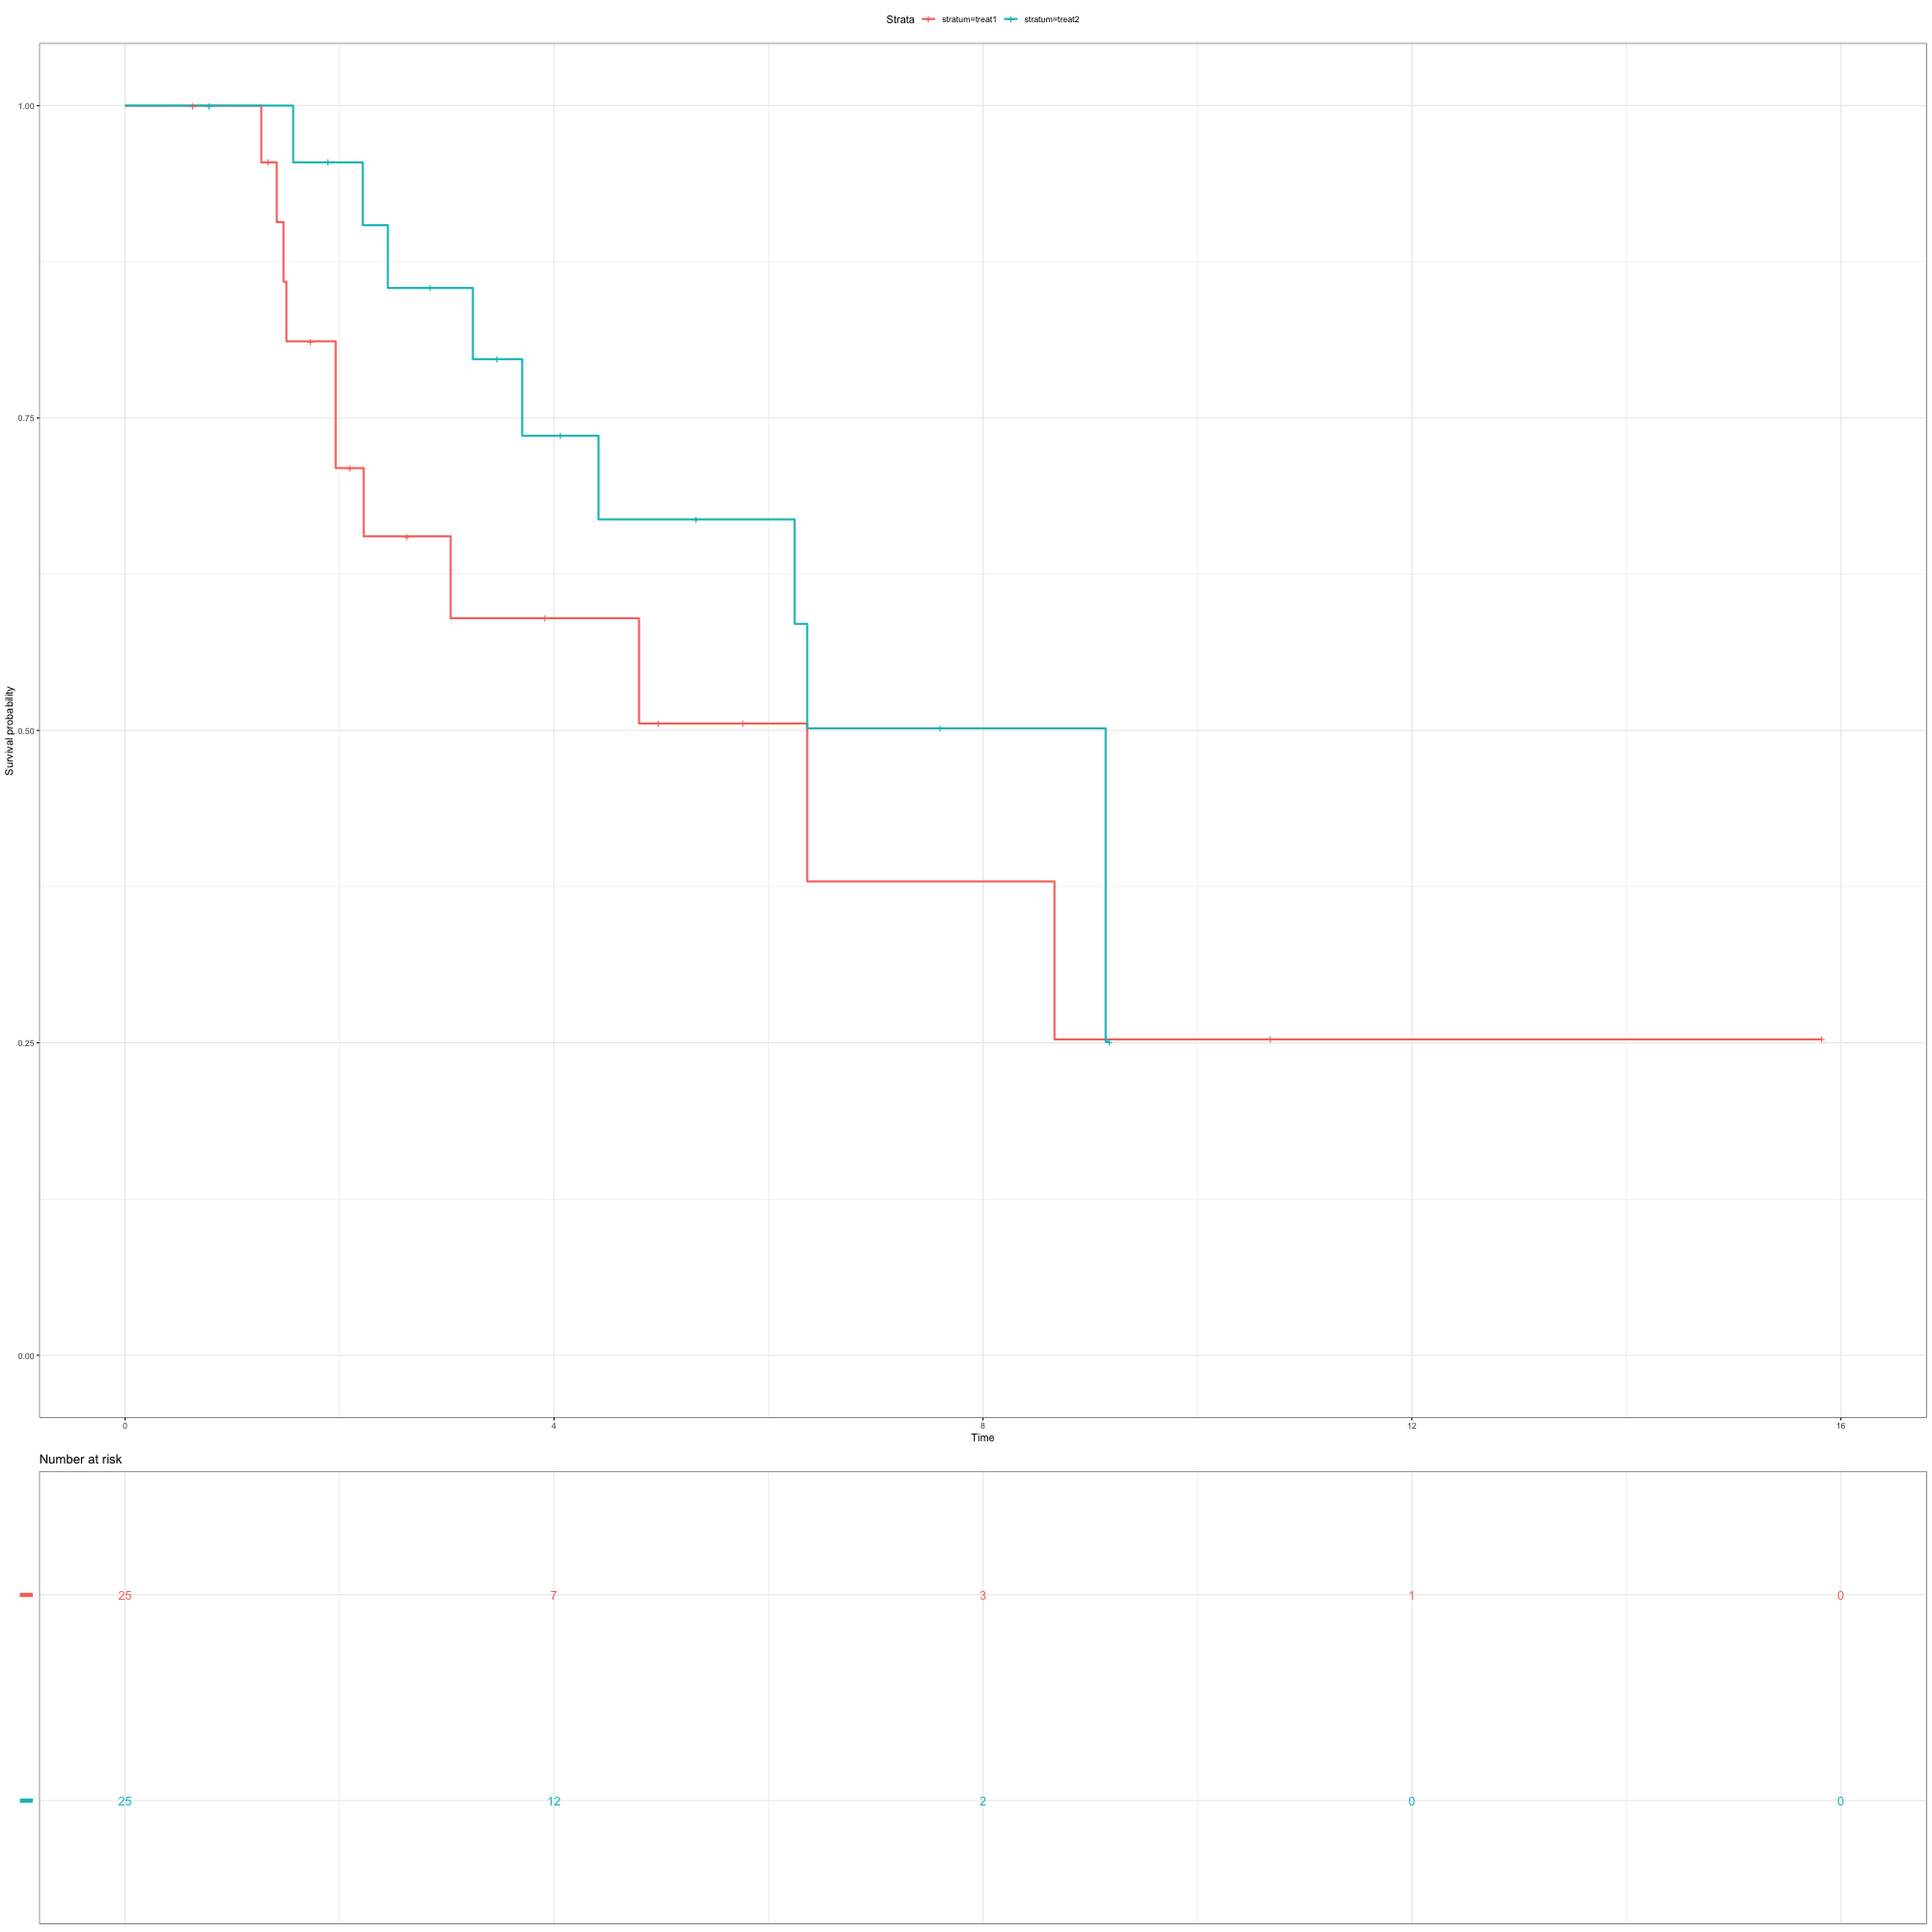 Strata stratum=treat1 stratum=treat2
1.00
0.75
0.50
0.25
0.00
Survival probability
0 4 8 12 16
Time
Number at risk
25 7 3 1 0
25 12 2 0 0